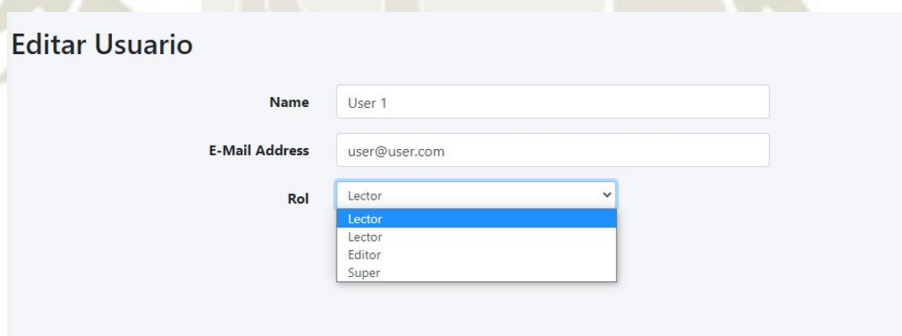 Editar Usuario
Name User 1
E-Mail Address user@user.com
Rol Lector
Lector
Lector
Editor
Super